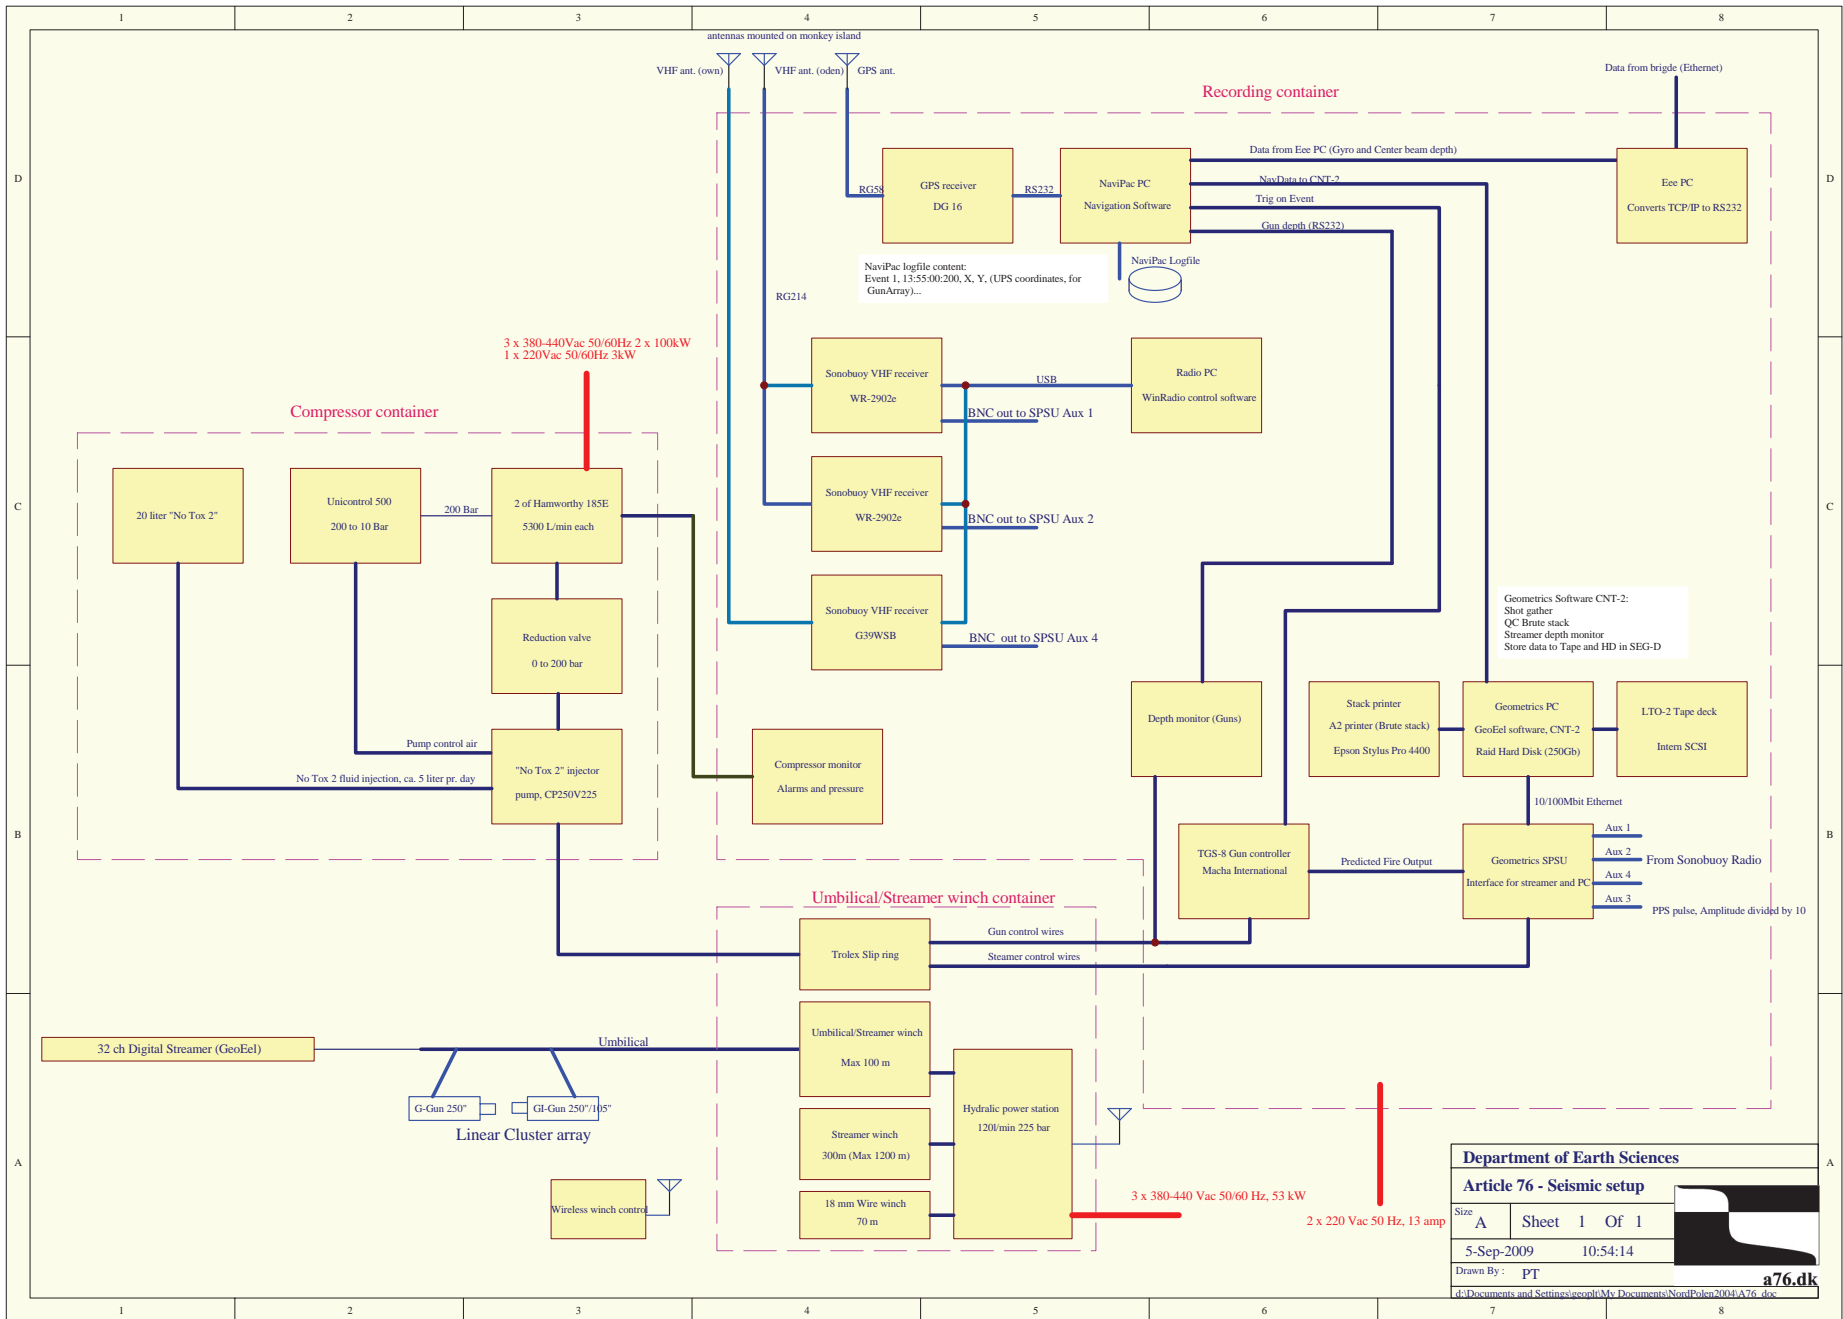 1 2 3 4 5 6 7 8
antennas mounted on monkey island
VHF ant. (own)
VHF ant. (oden)
GPS ant.
Data from brigde (Ethernet)
Recording container
D
D
GPS receiver
DG 16
RG58
RS232
NaviPac PC
Navigation Software
Data from Eee PC (Gyro and Center beam depth)
NavData to CNT-2
Trig on Event
Gun depth (RS232)
Eee PC
Converts TCP/IP to RS232
NaviPac logfile content:
Event 1, 13:55:00:200, X, Y, (UPS coordinates, for
GunArray)...
NaviPac Logfile
RG214
3 x 380-440Vac 50/60Hz 2 x 100kW
1 x 220Vac 50/60Hz 3kW
Sonobuoy VHF receiver
WR-2902e
USB
BNC out to SPSU Aux 1
Radio PC
WinRadio control software
Compressor container
C
C
20 liter "No Tox 2"
Unicontrol 500
200 to 10 Bar
200 Bar
2 of Hamworthy 185E
5300 L/min each
Sonobuoy VHF receiver
WR-2902e
BNC out to SPSU Aux 2
Sonobuoy VHF receiver
G39WSB
BNC out to SPSU Aux 4
Reduction valve
0 to 200 bar
Geometrics Software CNT-2:
Shot gather
QC Brute stack
Streamer depth monitor
Store data to Tape and HD in SEG-D
Depth monitor (Guns)
Stack printer
A2 printer (Brute stack)
Epson Stylus Pro 4400
Geometrics PC
GeoEel software, CNT-2
Raid Hard Disk (250Gb)
LTO-2 Tape deck
Intern SCSI
Pump control air
No Tox 2 fluid injection, ca. 5 liter pr. day
"No Tox 2" injector
pump, CP250V225
Compressor monitor
Alarms and pressure
10/100Mbit Ethernet
B
B
TGS-8 Gun controller
Macha International
Predicted Fire Output
Geometrics SPSU
Interface for streamer and PC
Aux 1
Aux 2
From Sonobuoy Radio
Aux 4
Aux 3
PPS pulse, Amplitude divided by 10
Umbilical/Streamer winch container
Trolex Slip ring
Gun control wires
Steamer control wires
32 ch Digital Streamer (GeoEel)
Umbilical
Umbilical/Streamer winch
Max 100 m
G-Gun 250"
GI-Gun 250"/105"
Linear Cluster array
Hydralic power station
120l/min 225 bar
Streamer winch
300m (Max 1200 m)
18 mm Wire winch
70 m
Wireless winch control
3 x 380-440 Vac 50/60 Hz, 53 kW
2 x 220 Vac 50 Hz, 13 amp
A
A
Department of Earth Sciences
Article 76 - Seismic setup
Size
A
Sheet 1 Of 1
5-Sep-2009 10:54:14
Drawn By : PT
a76.dk
d:\Documents and Settings\geoplt\My Documents\NordPolen2004\A76 doc
1 2 3 4 5 6 7 8